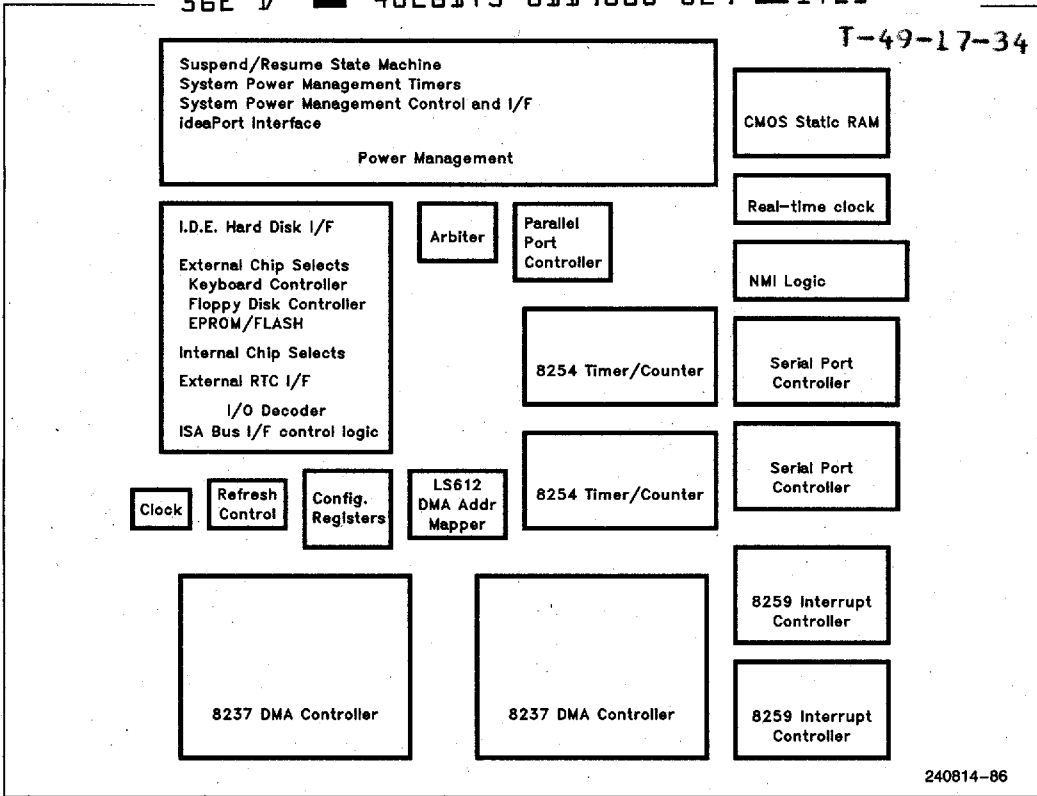 T-49-17-34
Suspend/Resume State Machine
System Power Management Timers
System Power Management Control and I/F
ideaPort Interface
Power Management
CMOS Static RAM
Real-time clock
NMI Logic
I.D.E. Hard Disk I/F
External Chip Selects
Keyboard Controller
Floppy Disk Controller
EPROM/FLASH
Internal Chip Selects
External RTC I/F
I/O Decoder
ISA Bus I/F control logic
Arbiter
Parallel
Port
Controller
8254 Timer/Counter
Serial Port
Controller
8254 Timer/Counter
Serial Port
Controller
Clock
Refresh
Control
Config.
Registers
LS612
DMA Addr
Mapper
8237 DMA Controller
8237 DMA Controller
8259 Interrupt
Controller
8259 Interrupt
Controller
240814-86